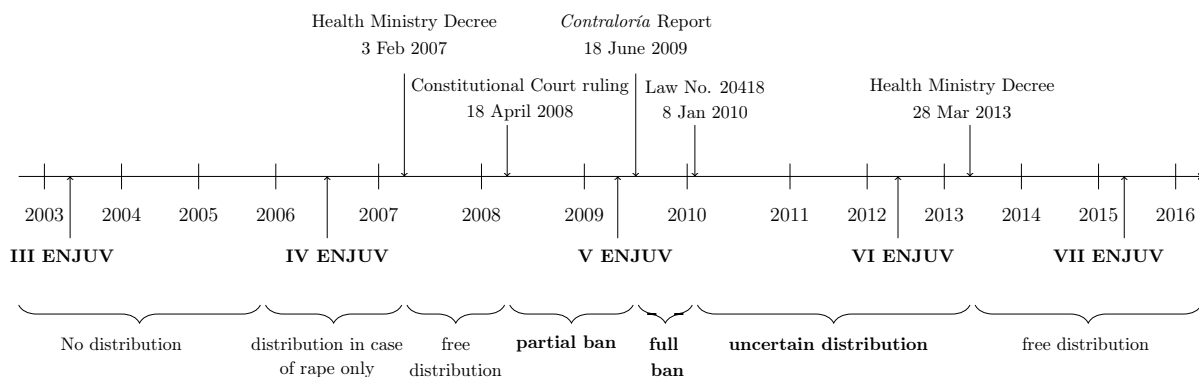 Health Ministry Decree
3 Feb 2007
Contraloría Report
18 June 2009
Constitutional Court ruling
18 April 2008
Law No. 20418
8 Jan 2010
Health Ministry Decree
28 Mar 2013
2003 2004 2005 2006 2007 2008 2009 2010 2011 2012 2013 2014 2015 2016
III ENJUV IV ENJUV V ENJUV VI ENJUV VII ENJUV
No distribution
distribution in case
of rape only
free
distribution
partial ban
full
ban
uncertain distribution
free distribution